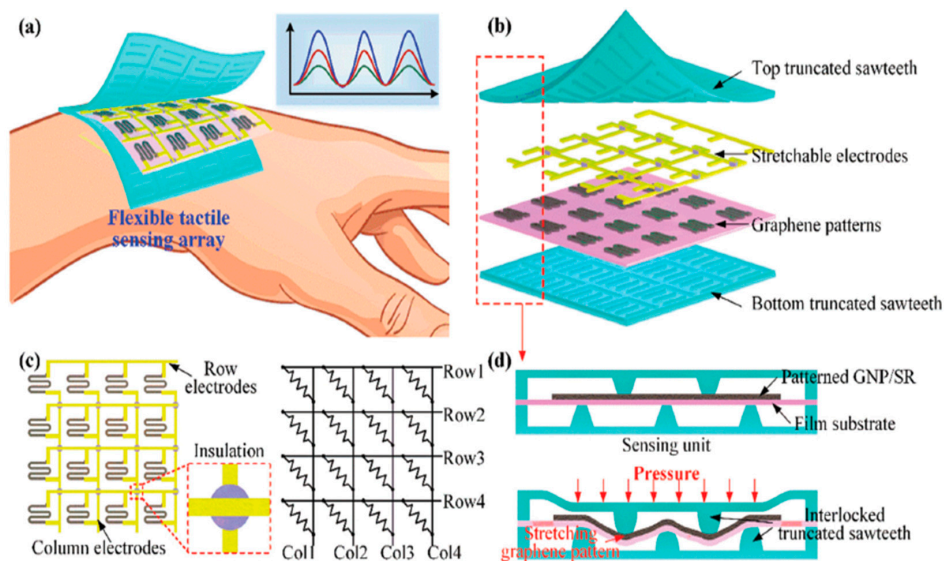 (a)
Flexible tactile
sensing array
(b)
Top truncated sawteeth
Stretchable electrodes
Graphene patterns
Bottom truncated sawteeth
(c)
Row
electrodes
Insulation
Column electrodes
Row1
Row2
Row3
Row4
Col1 Col2 Col3 Col4
(d)
Patterned GNP/SR
Film substrate
Sensing unit
Pressure
Interlocked
truncated sawteeth
Stretching
graphene pattern